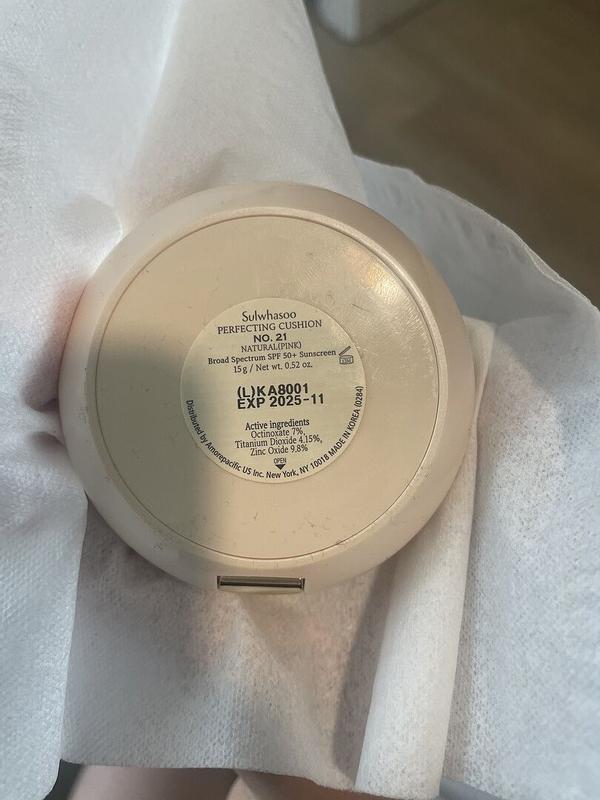 Sulwhasoo
PERFECTING CUSHION
NO. 21
NATURAL(PINK)
Broad Spectrum SPF 50+ Sunscreen
15 g / Net wt. 0.52 oz.
(L)KA8001
EXP 2025-11
Active ingredients
Octinoxate 7%,
Titanium Dioxide 4.15%,
Zinc Oxide 9.8%
OPEN
Distributed by Amorepacific US Inc. New York, NY 10018 MADE IN KOREA (0284)